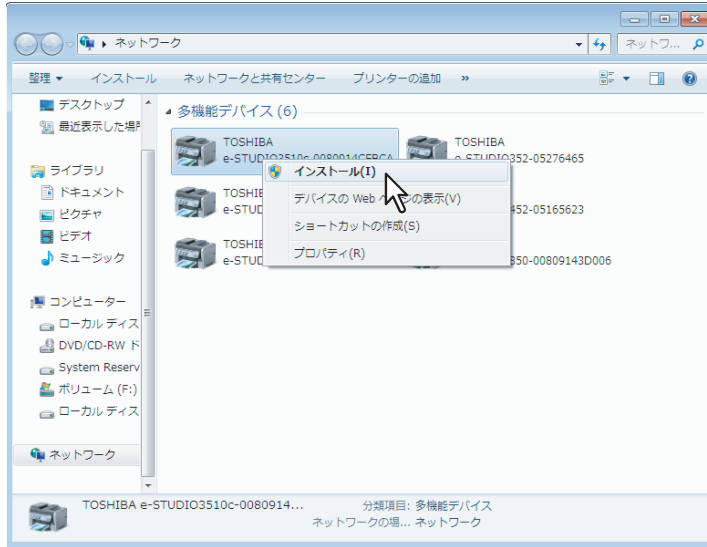 ネットワーク
ネットワ...
整理
インストール
ネットワークと共有センター
プリンターの追加
»
デスクトップ
最近表示した場所
ライブラリ
ドキュメント
ピクチャ
ビデオ
ミュージック
コンピューター
ローカル ディス
DVD/CD-RW ド
System Reserv
ボリューム (F:)
ローカル ディス
ネットワーク
多機能デバイス (6)
TOSHIBA
e-STUDIO3510c-0080914CFBCA
TOSHIBA
e-STUDIO352-05276465
インストール(I)
デバイスの Web ページの表示(V)
ショートカットの作成(S)
プロパティ(R)
TOSHIB
e-STUD
452-05165623
TOSHIB
e-STUD
350-00809143D006
TOSHIBA e-STUDIO3510c-0080914...
分類項目: 多機能デバイス
ネットワークの場... ネットワーク